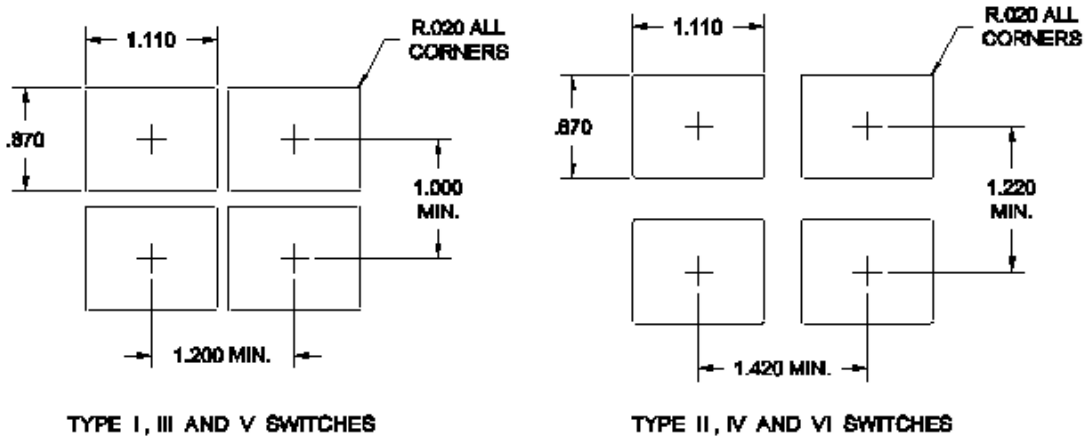 1.110
R.020 ALL
CORNERS
.870
1.000
MIN.
1.200 MIN.
TYPE I, III AND V SWITCHES
1.110
R.020 ALL
CORNERS
.870
1.220
MIN.
1.420 MIN.
TYPE II, IV AND VI SWITCHES